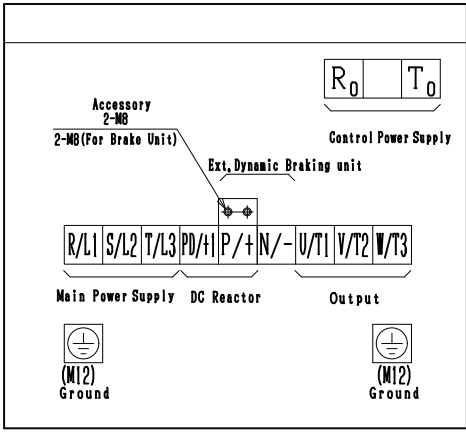 R0 T0
Control Power Supply
Accessory
2-M8
2-M8(For Brake Unit)
Ext. Dynamic Braking unit
R/L1 S/L2 T/L3 PD/+1 P/+ N/- U/T1 V/T2 W/T3
Main Power Supply DC Reactor Output
(M12) (M12)
Ground Ground